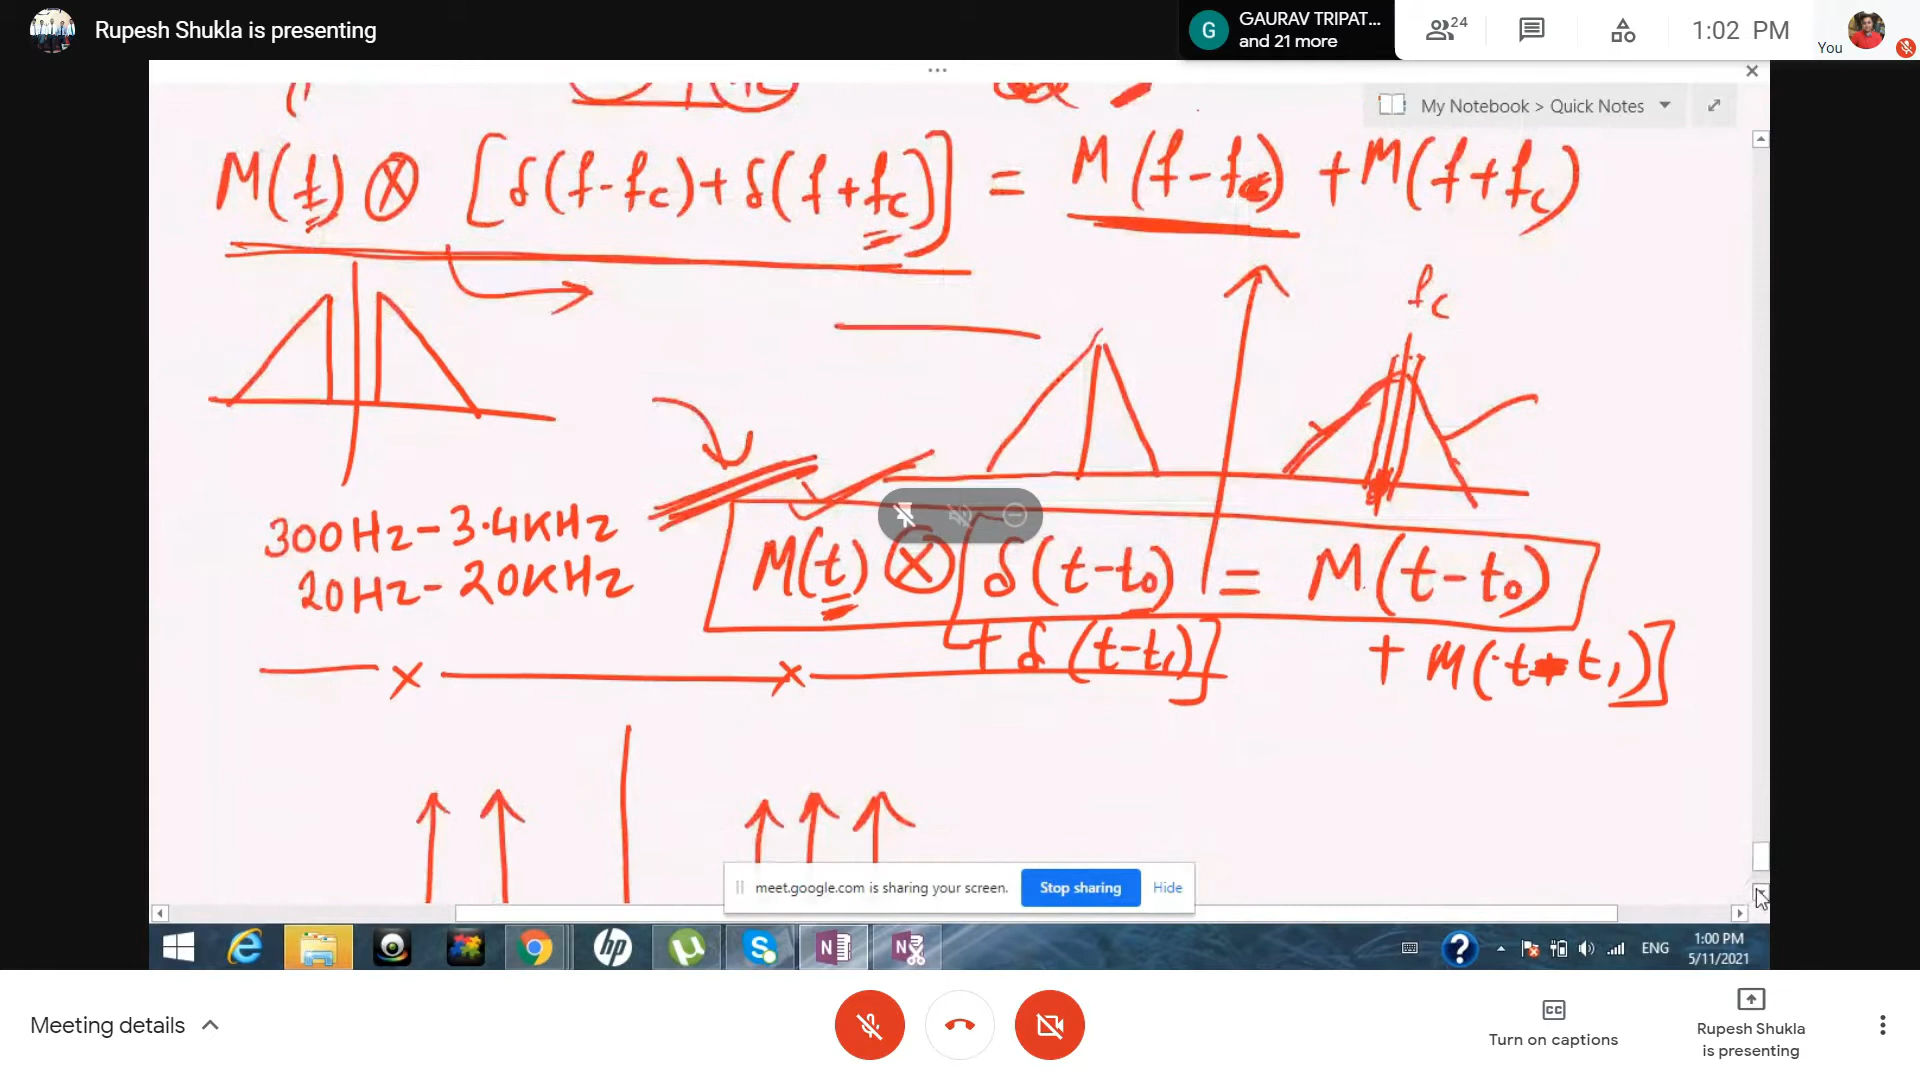 Rupesh Shukla is presenting
G
GAURAV TRIPAT...
and 21 more
24
1:02 PM
You
My Notebook > Quick Notes
M(f) ⊗ [δ(f-fc)+δ(f+fc)] = M(f-fc) + M(f+fc)
fc
300Hz-3.4KHz
20Hz-20KHz
M(t) ⊗ [δ(t-t0) = M(t-t0)
+ δ(t-t1)] + M(t-t1)]
meet.google.com is sharing your screen.
Stop sharing
Hide
ENG
1:00 PM
5/11/2021
Meeting details
CC
Turn on captions
Rupesh Shukla
is presenting